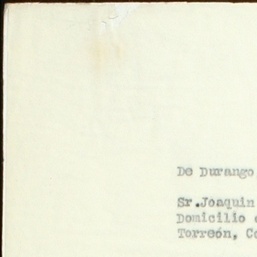 De Durango
Sr.Joaquin
Domicilio
Torreón,